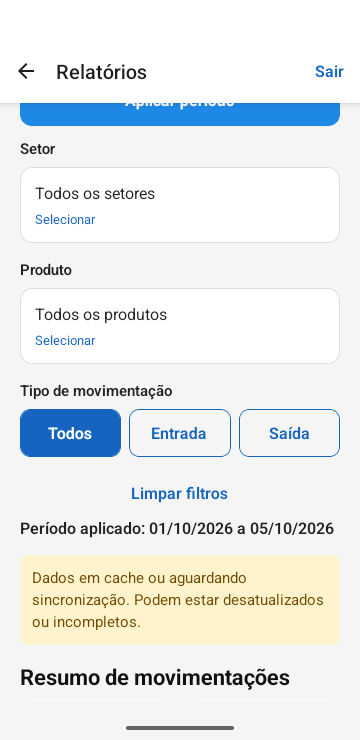 Relatórios
Sair
Aplicar período
Setor
Todos os setores
Selecionar
Produto
Todos os produtos
Selecionar
Tipo de movimentação
Todos
Entrada
Saída
Limpar filtros
Período aplicado: 01/10/2026 a 05/10/2026
Dados em cache ou aguardando
sincronização. Podem estar desatualizados
ou incompletos.
Resumo de movimentações